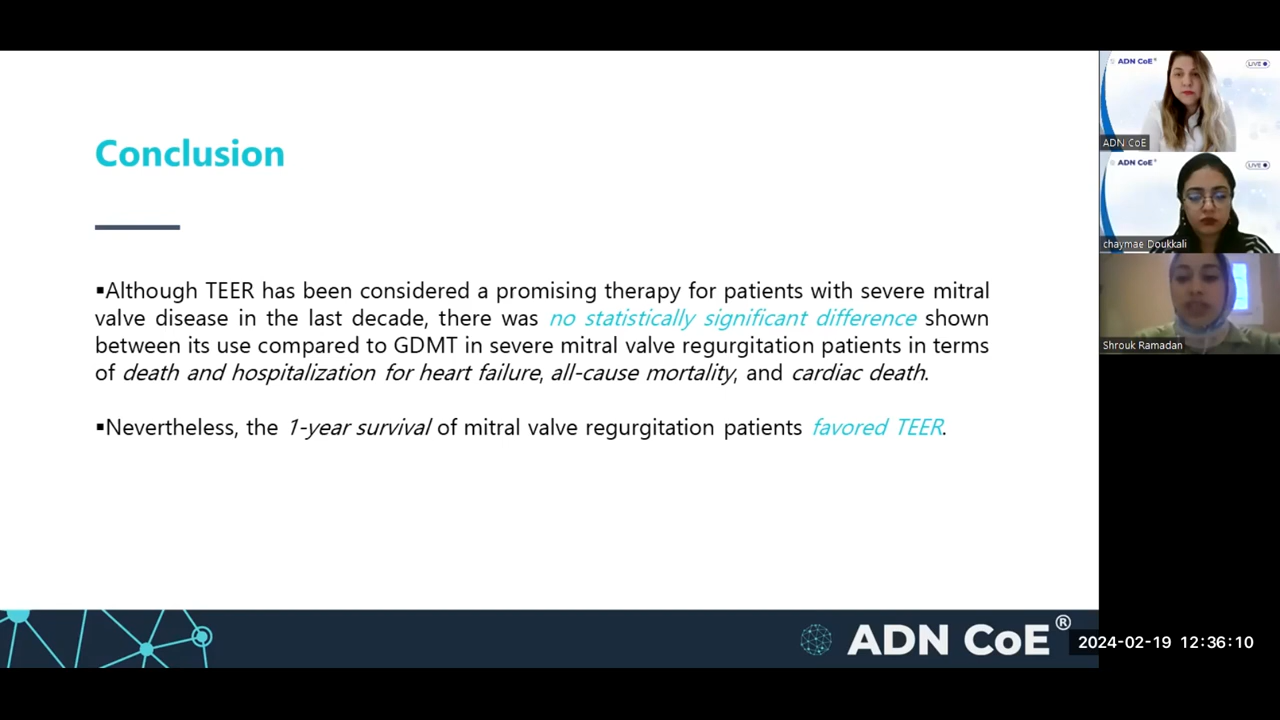 Conclusion
▪Although TEER has been considered a promising therapy for patients with severe mitral
valve disease in the last decade, there was no statistically significant difference shown
between its use compared to GDMT in severe mitral valve regurgitation patients in terms
of death and hospitalization for heart failure, all-cause mortality, and cardiac death.
▪Nevertheless, the 1-year survival of mitral valve regurgitation patients favored TEER.
ADN CoE®
2024-02-19 12:36:10
ADN CoE®
LIVE
ADN CoE
ADN CoE®
LIVE
chaymae Doukkali
Shrouk Ramadan